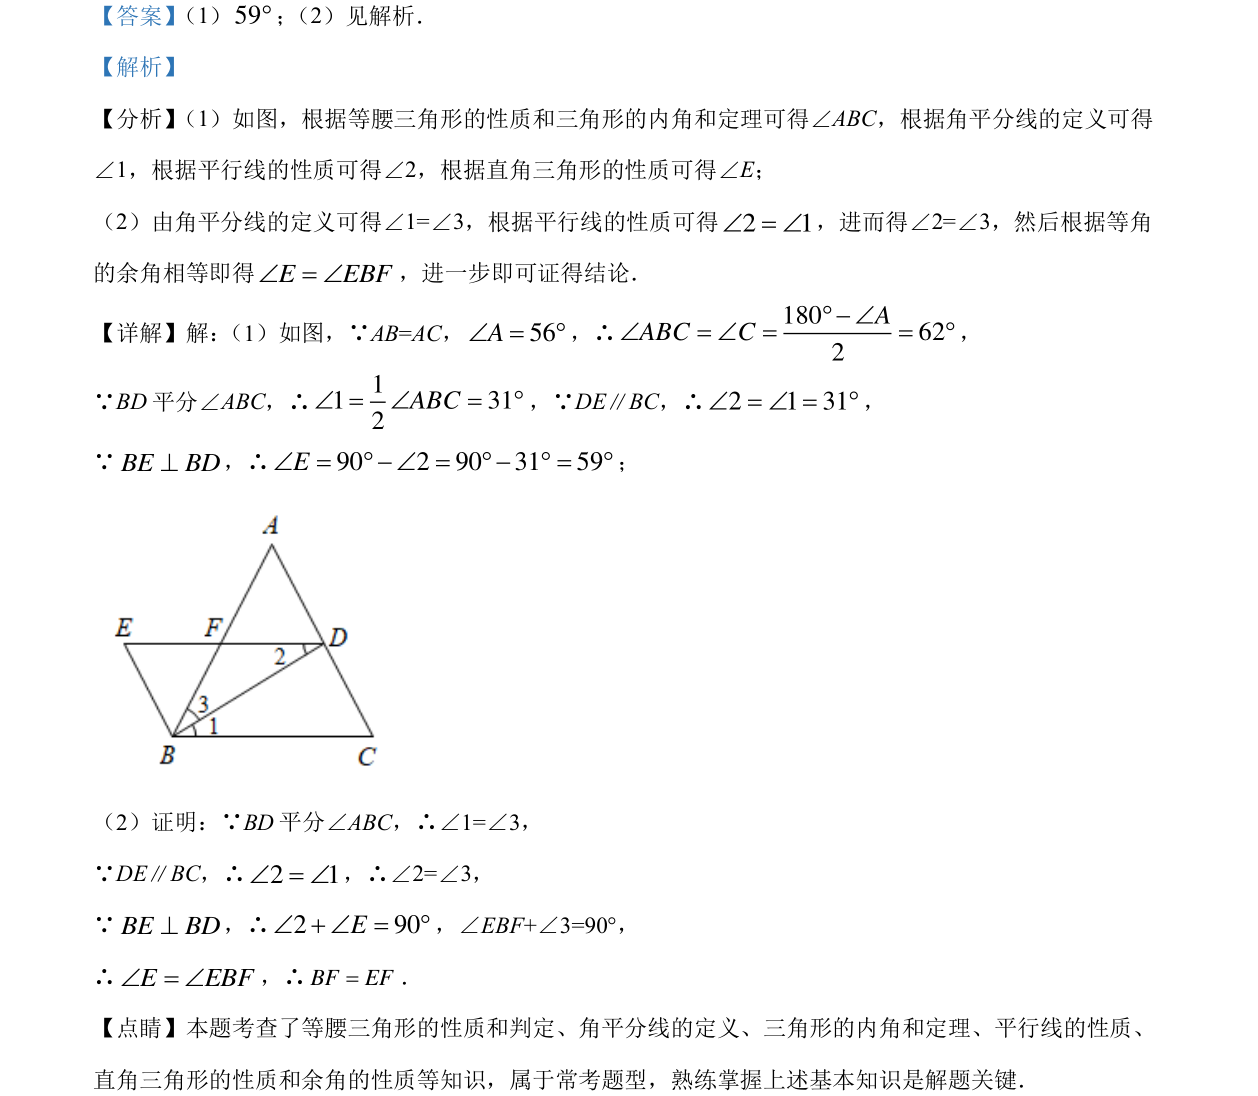 【答案】（1）59°；（2）见解析．
【解析】
【分析】（1）如图，根据等腰三角形的性质和三角形的内角和定理可得∠ABC，根据角平分线的定义可得
∠1，根据平行线的性质可得∠2，根据直角三角形的性质可得∠E；
（2）由角平分线的定义可得∠1=∠3，根据平行线的性质可得∠2=∠1，进而得∠2=∠3，然后根据等角
的余角相等即得∠E=∠EBF，进一步即可证得结论．
【详解】解：（1）如图，∵AB=AC，∠A=56°，∴∠ABC=∠C=\frac{180°-∠A}{2}=62°，
∵BD平分∠ABC，∴∠1=\frac{1}{2}∠ABC=31°，∵DE∥BC，∴∠2=∠1=31°，
∵BE⊥BD，∴∠E=90°-∠2=90°-31°=59°；
A
E F D
2
3
1
B C
（2）证明：∵BD平分∠ABC，∴∠1=∠3，
∵DE∥BC，∴∠2=∠1，∴∠2=∠3，
∵BE⊥BD，∴∠2+∠E=90°，∠EBF+∠3=90°，
∴∠E=∠EBF，∴BF=EF．
【点睛】本题考查了等腰三角形的性质和判定、角平分线的定义、三角形的内角和定理、平行线的性质、
直角三角形的性质和余角的性质等知识，属于常考题型，熟练掌握上述基本知识是解题关键．